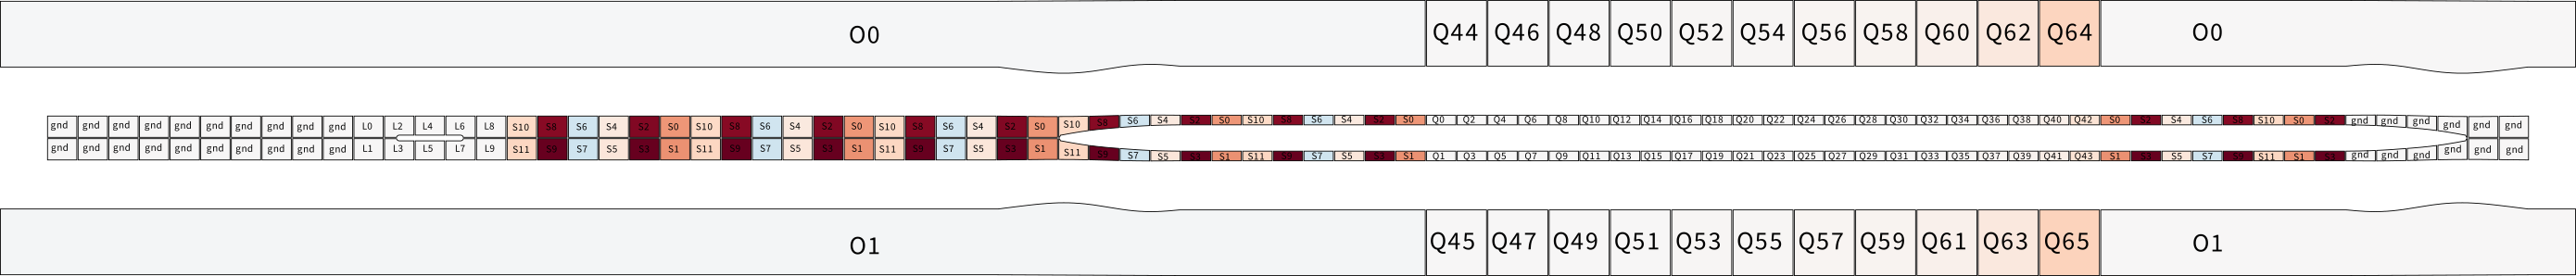 O0 Q44 Q46 Q48 Q50 Q52 Q54 Q56 Q58 Q60 Q62 Q64 O0
gnd gnd gnd gnd gnd gnd gnd gnd gnd gnd L0 L2 L4 L6 L8 S10 S8 S6 S4 S2 S0 S10 S8 S6 S4 S2 S0 S10 S8 S6 S4 S2 S0 S10 S8 S6 S4 S2 S0 S10 S8 S6 S4 S2 S0 Q0 Q2 Q4 Q6 Q8 Q10 Q12 Q14 Q16 Q18 Q20 Q22 Q24 Q26 Q28 Q30 Q32 Q34 Q36 Q38 Q40 Q42 S0 S2 S4 S6 S8 S10 S0 S2 gnd gnd gnd gnd gnd gnd
gnd gnd gnd gnd gnd gnd gnd gnd gnd gnd L1 L3 L5 L7 L9 S11 S9 S7 S5 S3 S1 S11 S9 S7 S5 S3 S1 S11 S9 S7 S5 S3 S1 S11 S9 S7 S5 S3 S1 S11 S9 S7 S5 S3 S1 Q1 Q3 Q5 Q7 Q9 Q11 Q13 Q15 Q17 Q19 Q21 Q23 Q25 Q27 Q29 Q31 Q33 Q35 Q37 Q39 Q41 Q43 S1 S3 S5 S7 S9 S11 S1 S3 gnd gnd gnd gnd gnd gnd
O1 Q45 Q47 Q49 Q51 Q53 Q55 Q57 Q59 Q61 Q63 Q65 O1